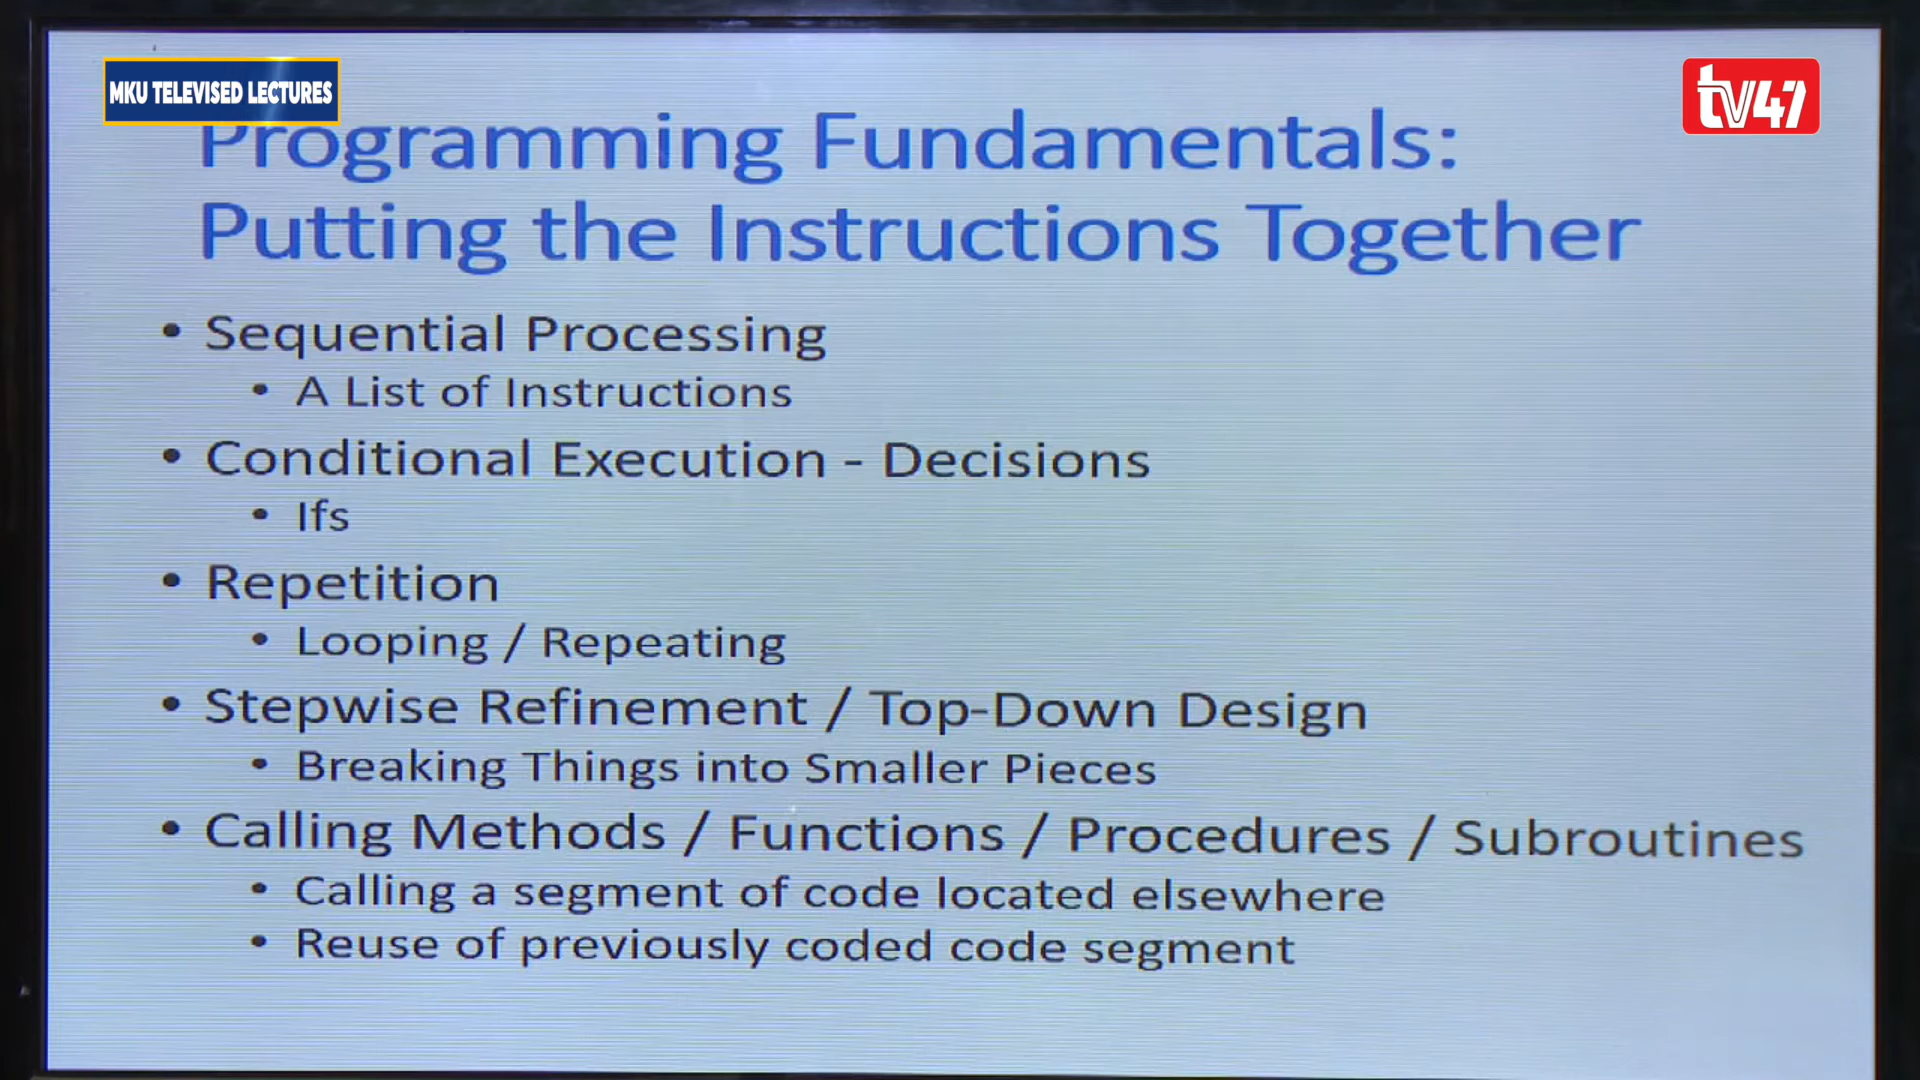 MKU TELEVISED LECTURES
tv47
Programming Fundamentals:
Putting the Instructions Together
• Sequential Processing
• A List of Instructions
• Conditional Execution - Decisions
• Ifs
• Repetition
• Looping / Repeating
• Stepwise Refinement / Top-Down Design
• Breaking Things into Smaller Pieces
• Calling Methods / Functions / Procedures / Subroutines
• Calling a segment of code located elsewhere
• Reuse of previously coded code segment